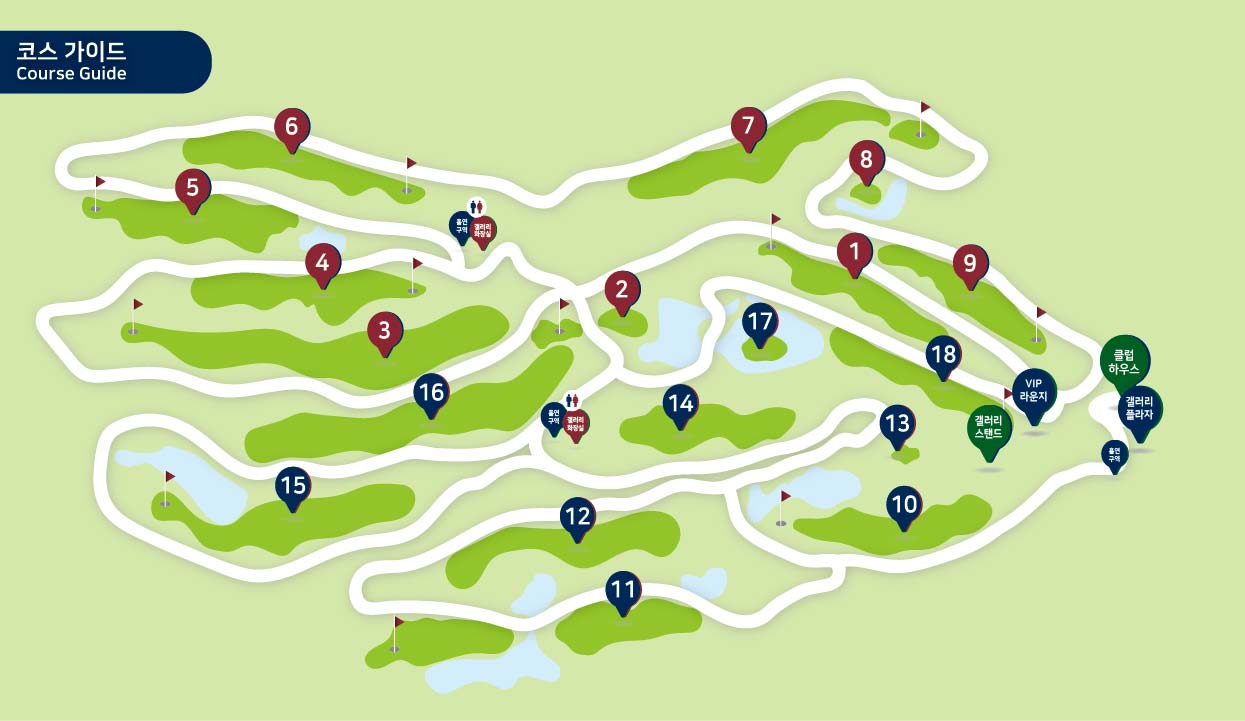 코스 가이드
Course Guide
6
7
8
5
흡연
구역
갤러리
화장실
4
1
9
2
3
17
18
클럽
하우스
16
VIP
라운지
갤러리
플라자
14
흡연
구역
갤러리
화장실
13
갤러리
스탠드
흡연
구역
15
10
12
11